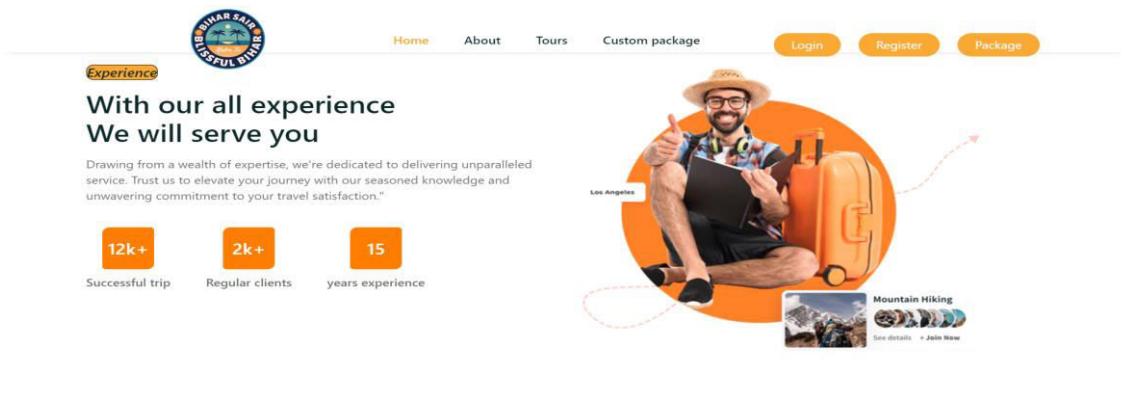 BIHAR SAIR
BLISSFUL BIHAR
Home About Tours Custom package
Login Register Package
Experience
With our all experience
We will serve you
Drawing from a wealth of expertise, we're dedicated to delivering unparalleled
service. Trust us to elevate your journey with our seasoned knowledge and
unwavering commitment to your travel satisfaction."
12k+ 2k+ 15
Successful trip Regular clients years experience
Los Angeles
Mountain Hiking
See details + Join Now